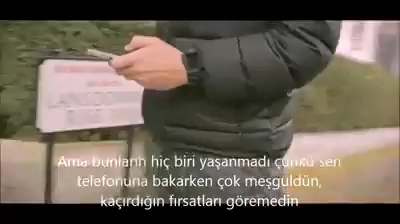 Ama bunların hiç biri yaşanmadı çünkü sen
telefonuna bakarken çok meşguldün,
kaçırdığın fırsatları göremedin